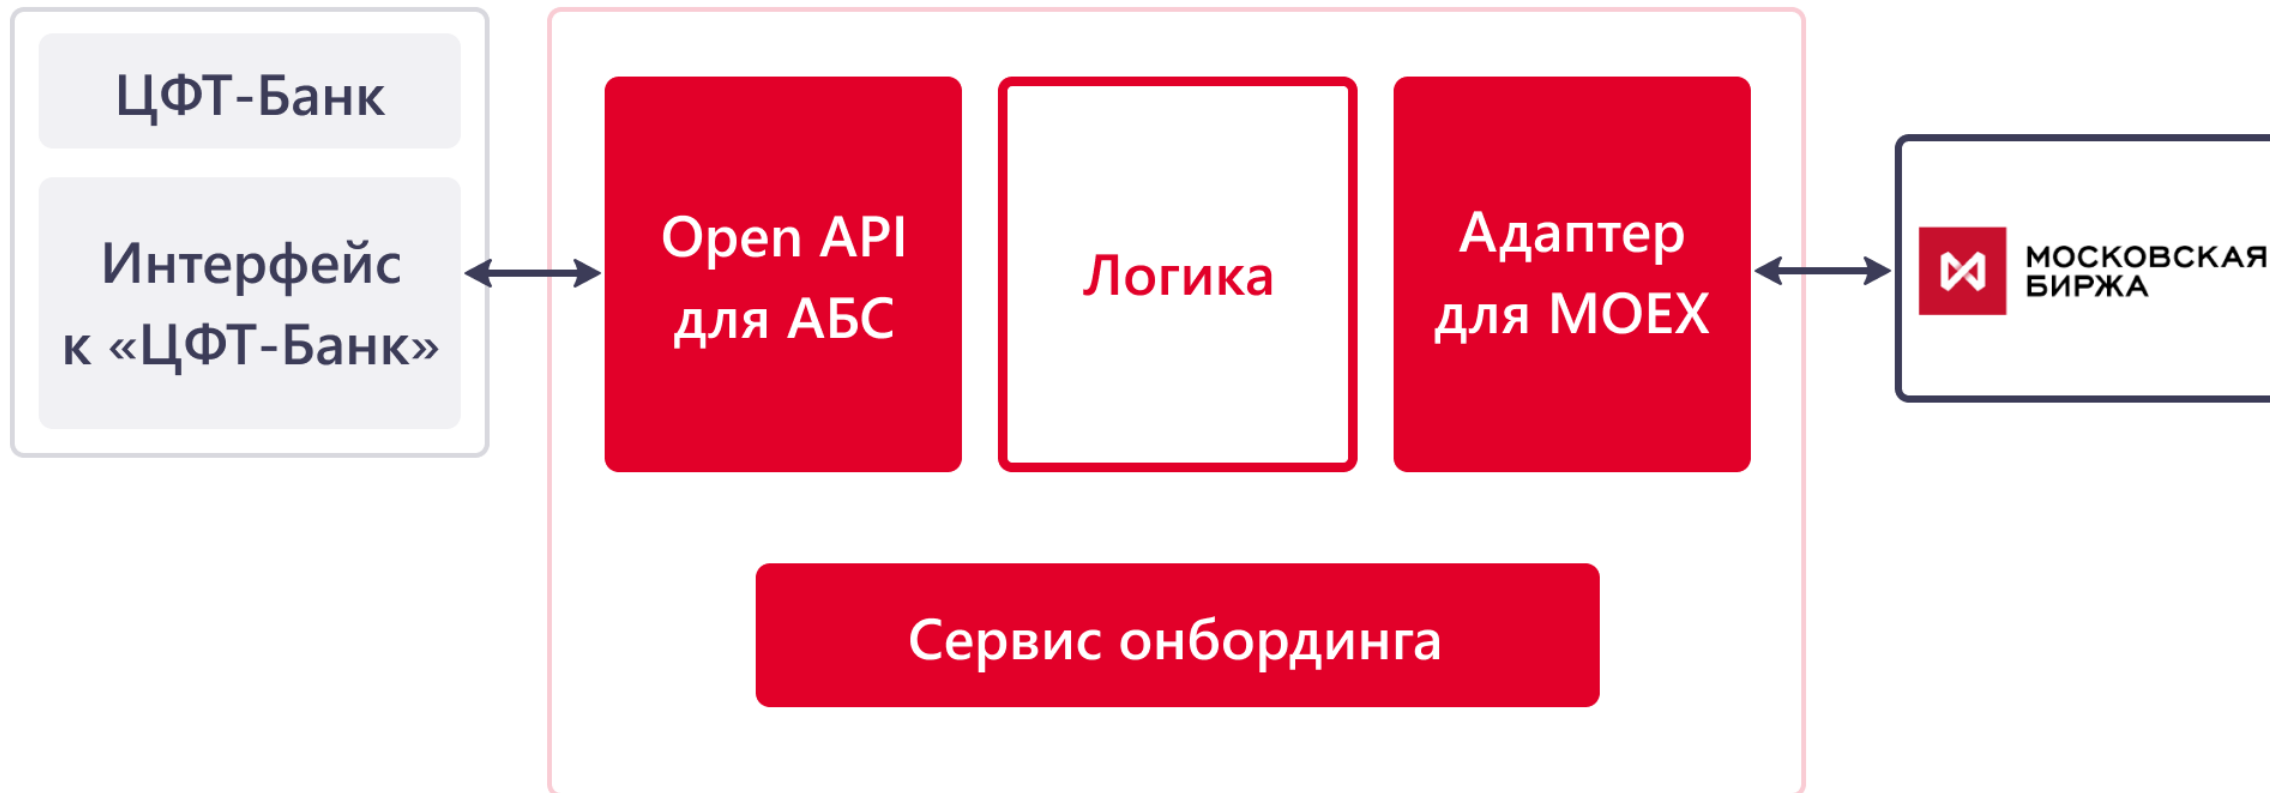 ЦФТ-Банк
Интерфейс
к «ЦФТ-Банк»
Open API
для АБС
Логика
Адаптер
для MOEX
МОСКОВСКАЯ
БИРЖА
Сервис онбординга